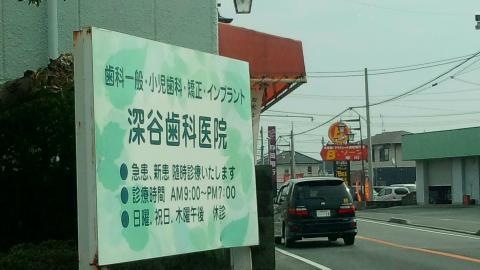 歯科一般・小児歯科・矯正・インプラント
深谷歯科医院
●急患、新患 随時診療いたします
●診療時間 AM9:00〜PM7:00
●日曜.祝日.木曜午後 休診